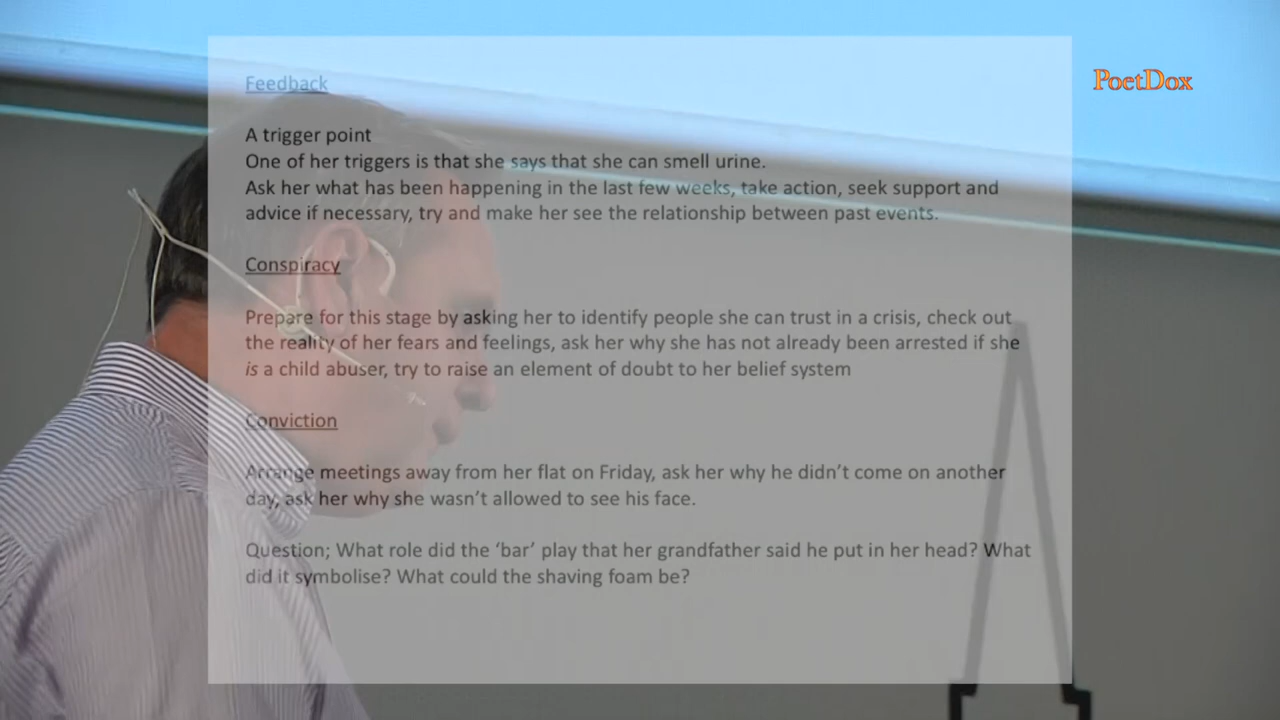 PoetDox
Feedback
A trigger point
One of her triggers is that she says that she can smell urine.
Ask her what has been happening in the last few weeks, take action, seek support and
advice if necessary, try and make her see the relationship between past events.
Conspiracy
Prepare for this stage by asking her to identify people she can trust in a crisis, check out
the reality of her fears and feelings, ask her why she has not already been arrested if she
is a child abuser, try to raise an element of doubt to her belief system
Conviction
Arrange meetings away from her flat on Friday, ask her why he didn't come on another
day, ask her why she wasn't allowed to see his face.
Question; What role did the 'bar' play that her grandfather said he put in her head? What
did it symbolise? What could the shaving foam be?